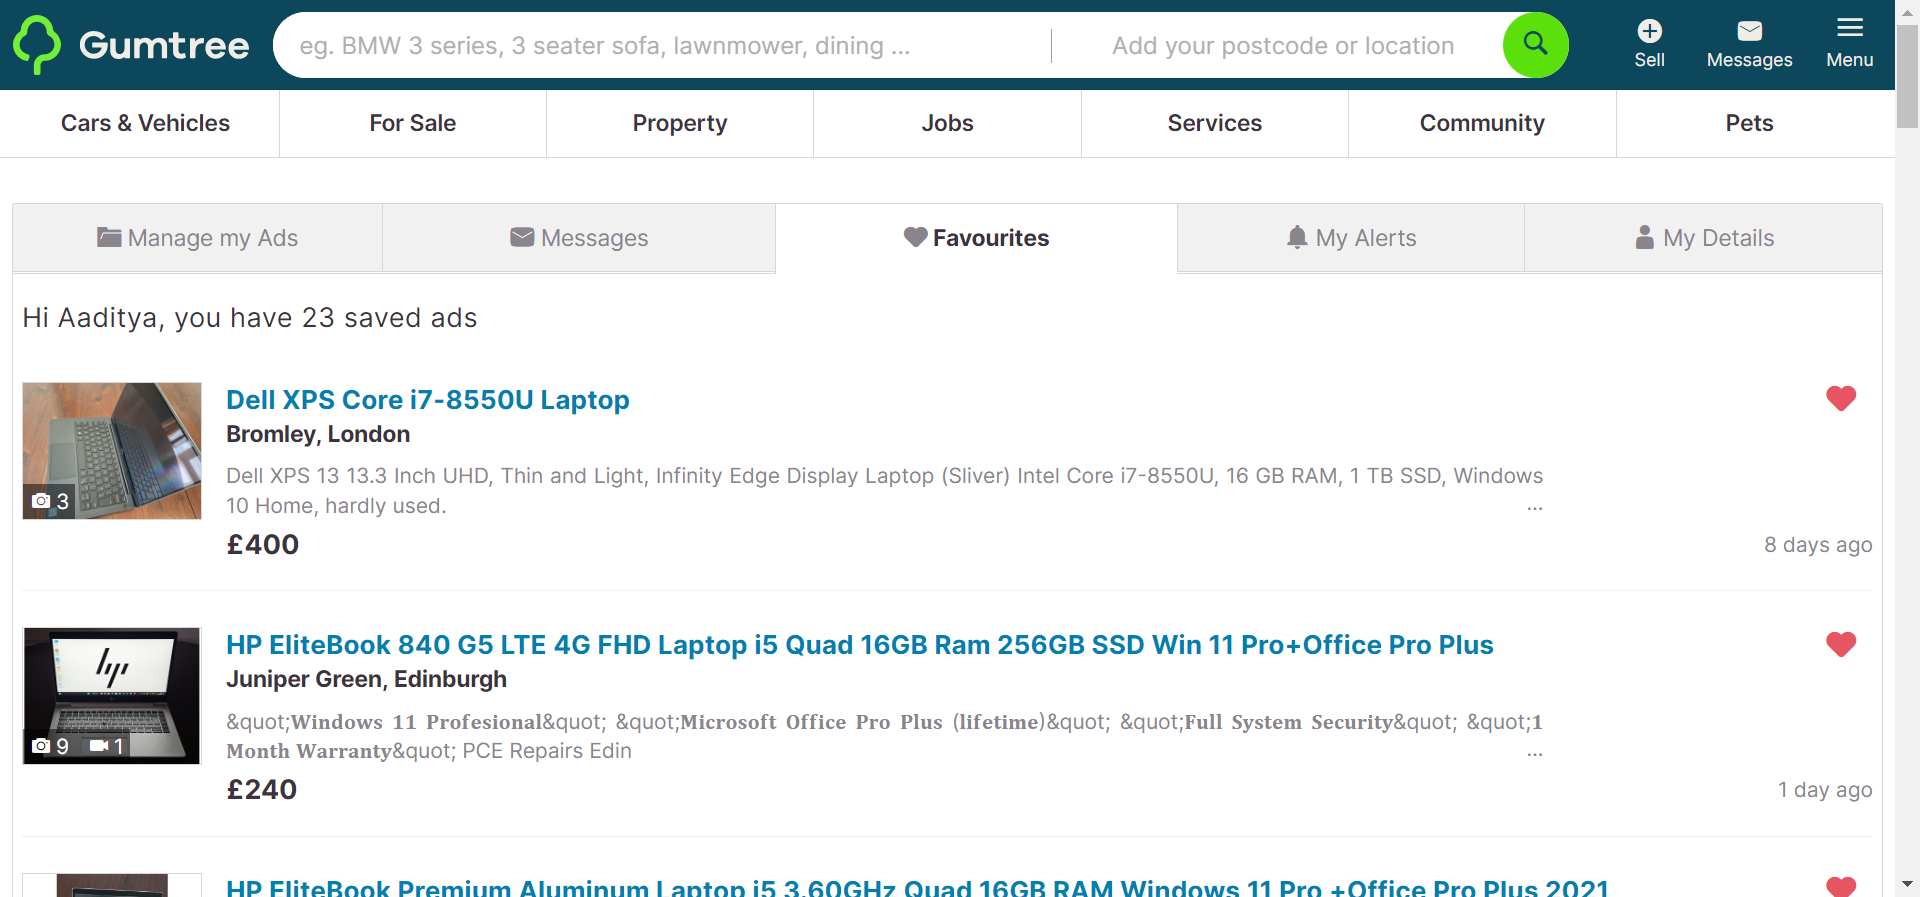 Gumtree
eg. BMW 3 series, 3 seater sofa, lawnmower, dining ...
Add your postcode or location
Sell
Messages
Menu
Cars & Vehicles
For Sale
Property
Jobs
Services
Community
Pets
Manage my Ads
Messages
Favourites
My Alerts
My Details
Hi Aaditya, you have 23 saved ads
Dell XPS Core i7-8550U Laptop
Bromley, London
Dell XPS 13 13.3 Inch UHD, Thin and Light, Infinity Edge Display Laptop (Sliver) Intel Core i7-8550U, 16 GB RAM, 1 TB SSD, Windows
10 Home, hardly used.
...
3
£400
8 days ago
HP EliteBook 840 G5 LTE 4G FHD Laptop i5 Quad 16GB Ram 256GB SSD Win 11 Pro+Office Pro Plus
Juniper Green, Edinburgh
&quot;Windows 11 Profesional&quot; &quot;Microsoft Office Pro Plus (lifetime)&quot; &quot;Full System Security&quot; &quot;1
Month Warranty&quot; PCE Repairs Edin
...
hp
9
1
£240
1 day ago
HP EliteBook Premium Aluminum Laptop i5 3.60GHz Quad 16GB RAM Windows 11 Pro +Office Pro Plus 2021